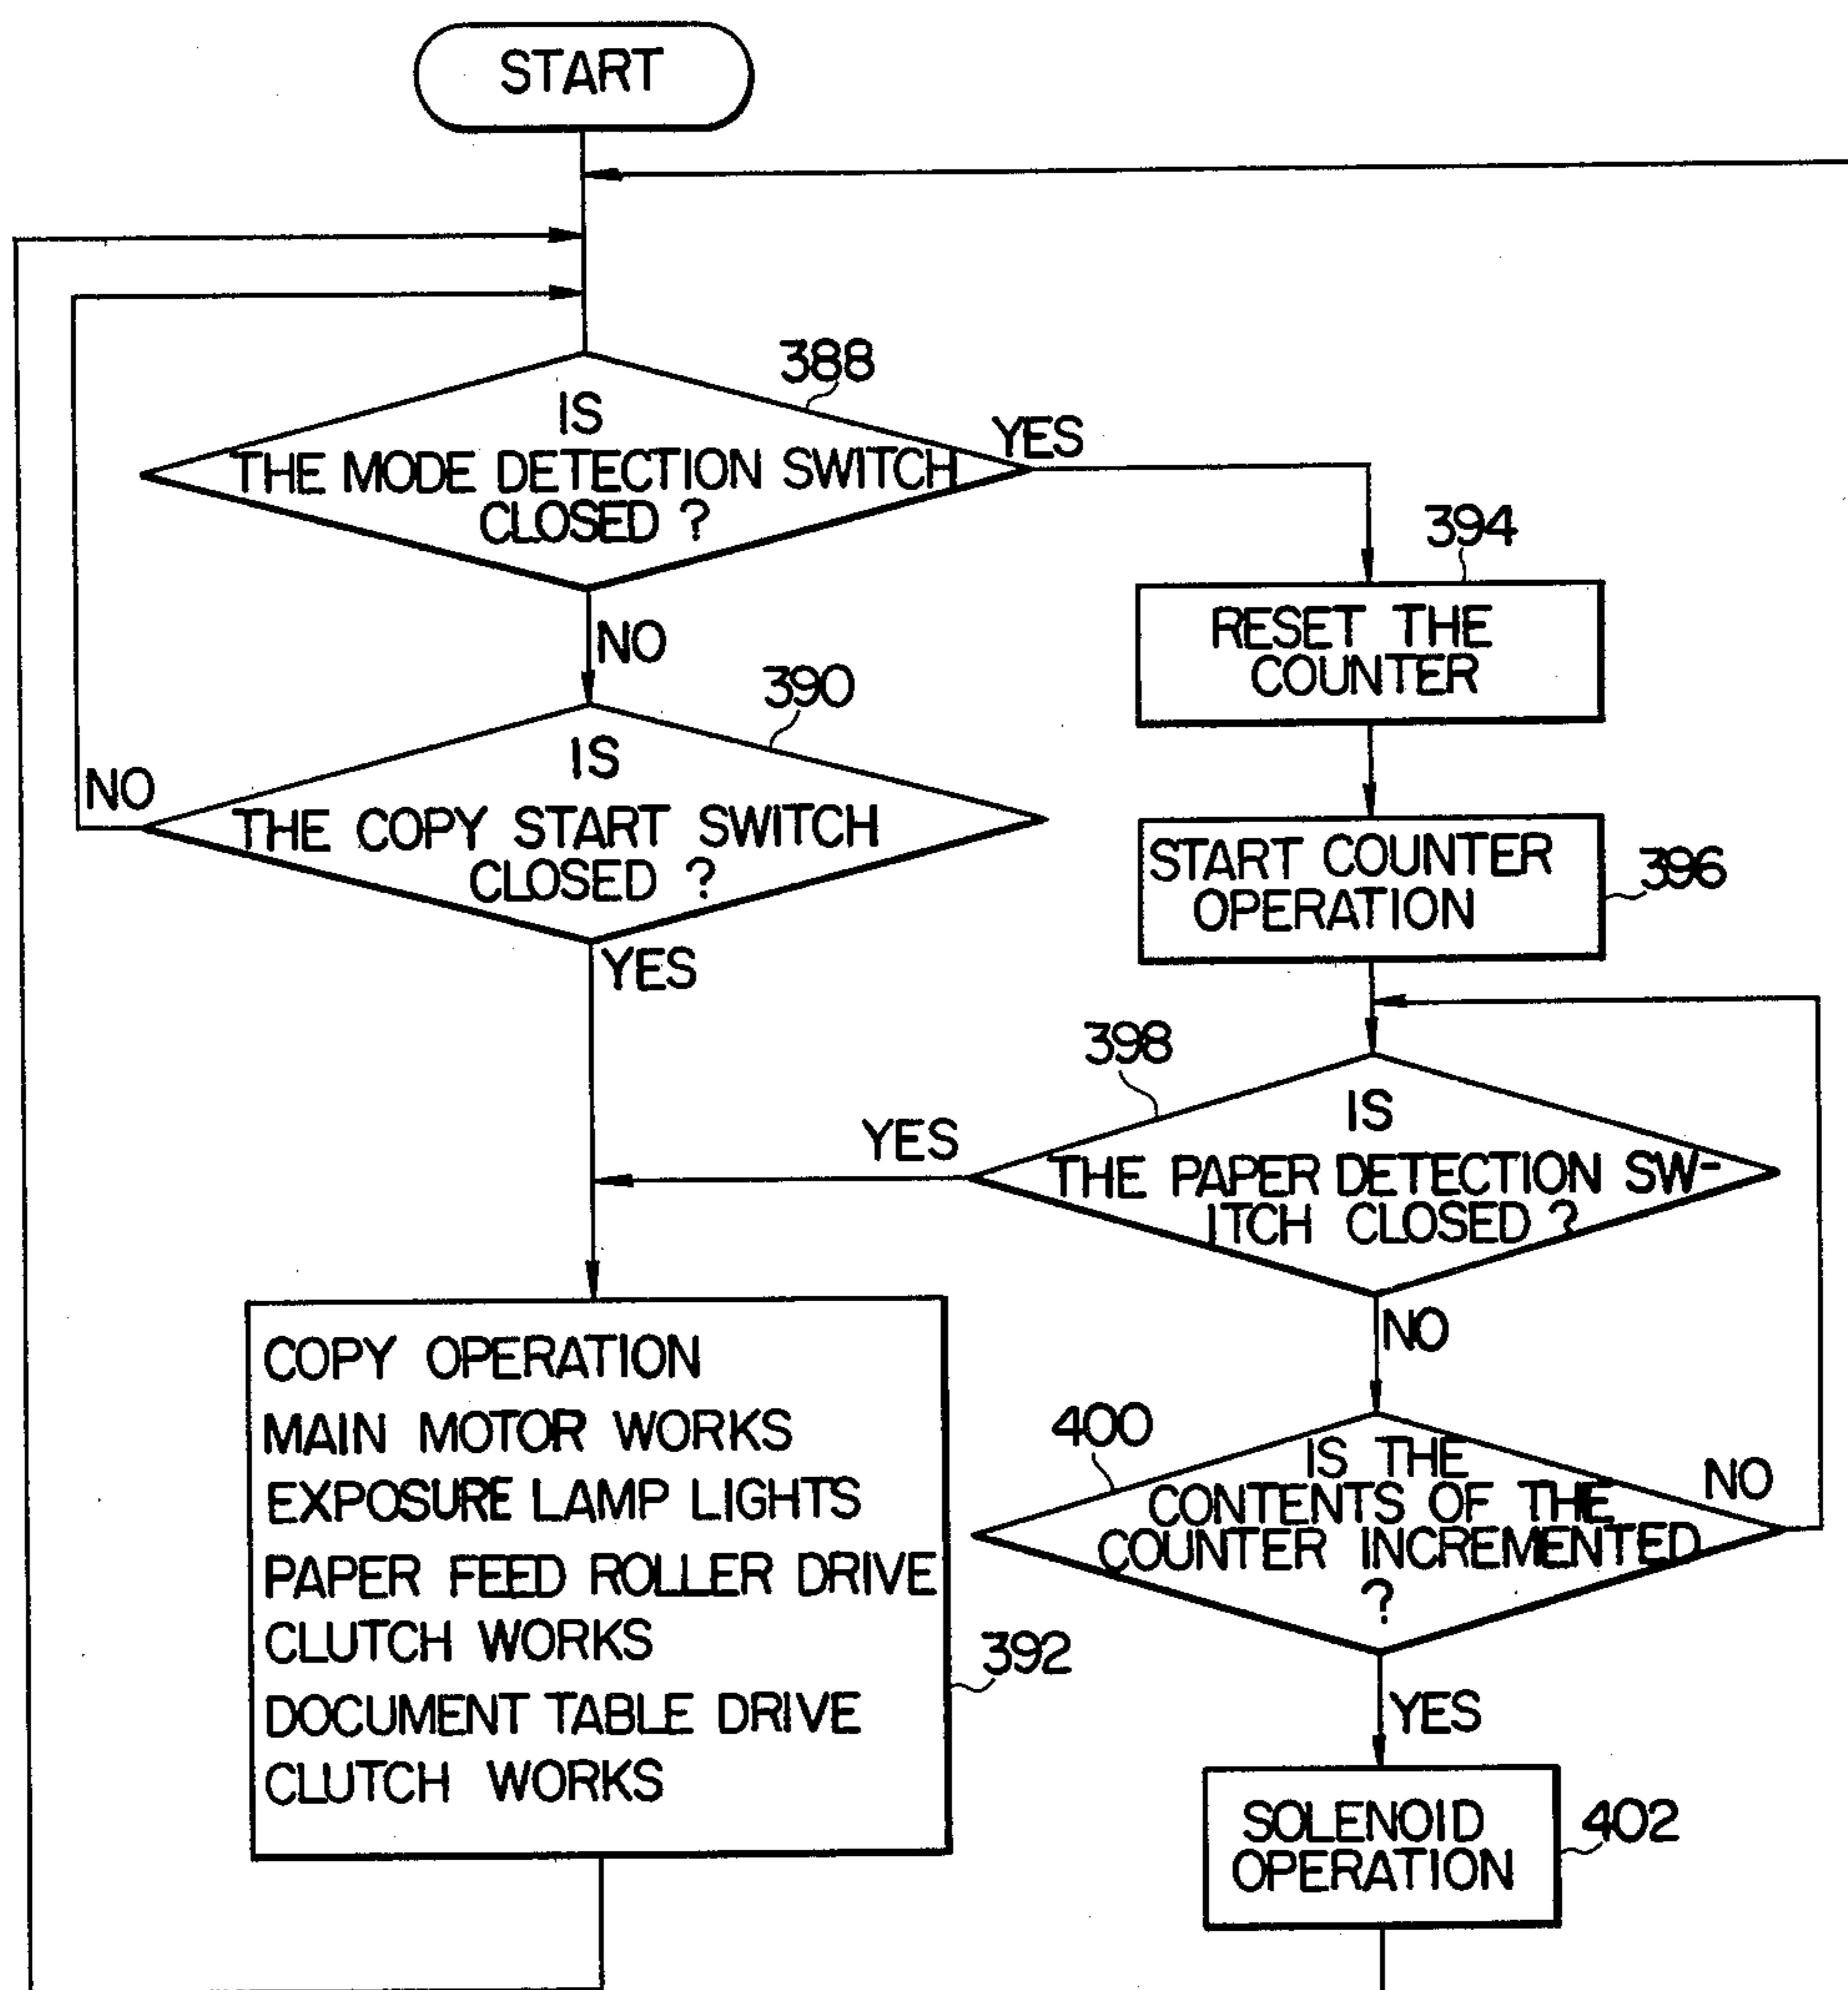 START
388
IS
THE MODE DETECTION SWITCH
CLOSED ?
YES
NO
390
IS
THE COPY START SWITCH
CLOSED ?
NO
YES
394
RESET THE
COUNTER
START COUNTER
OPERATION
396
398
IS
THE PAPER DETECTION SW-
ITCH CLOSED ?
YES
NO
400
IS THE
CONTENTS OF THE
COUNTER INCREMENTED
?
NO
YES
COPY OPERATION
MAIN MOTOR WORKS
EXPOSURE LAMP LIGHTS
PAPER FEED ROLLER DRIVE
CLUTCH WORKS
DOCUMENT TABLE DRIVE
CLUTCH WORKS
392
SOLENOID
OPERATION
402